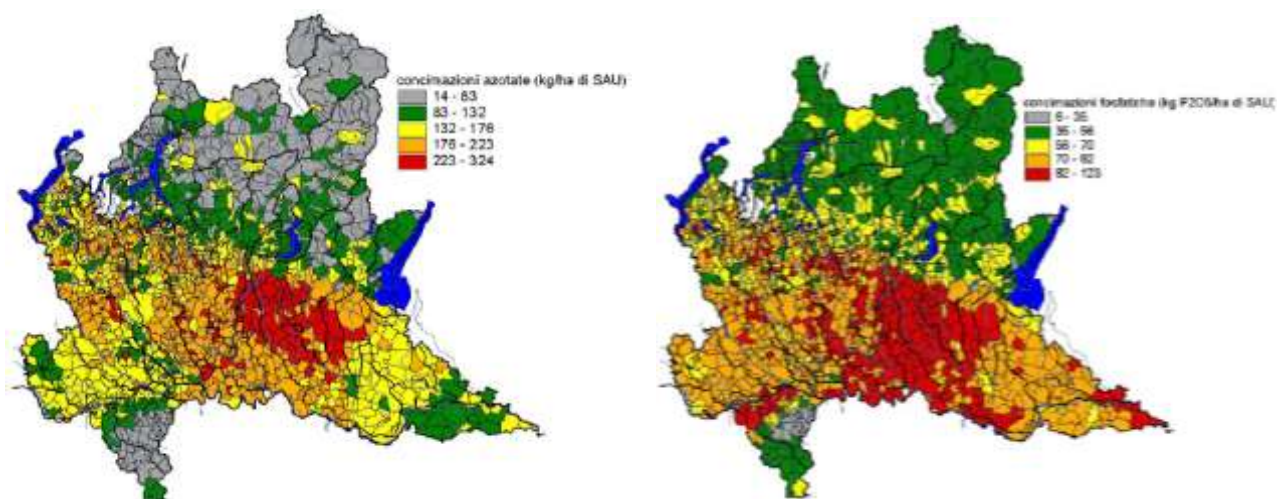 concimazioni azotate (kg/ha di SAU)
14 - 83
83 - 132
132 - 176
176 - 223
223 - 324
concimazioni fosfatiche (kg P2O5/ha di SAU)
6 - 35
35 - 56
56 - 70
70 - 82
82 - 123